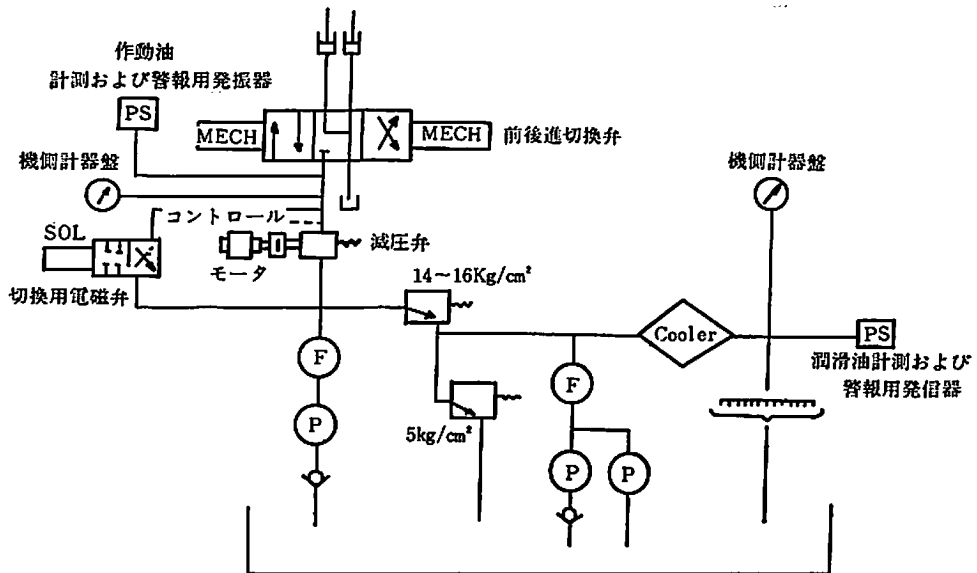 作動油
計測および警報用発振器
PS
MECH
MECH
前後進切換弁
機側計器盤
機側計器盤
コントロール
SOL
減圧弁
モータ
切換用電磁弁
14～16Kg/cm²
Cooler
PS
F
潤滑油計測および
警報用発信器
F
P
5kg/cm²
P
P